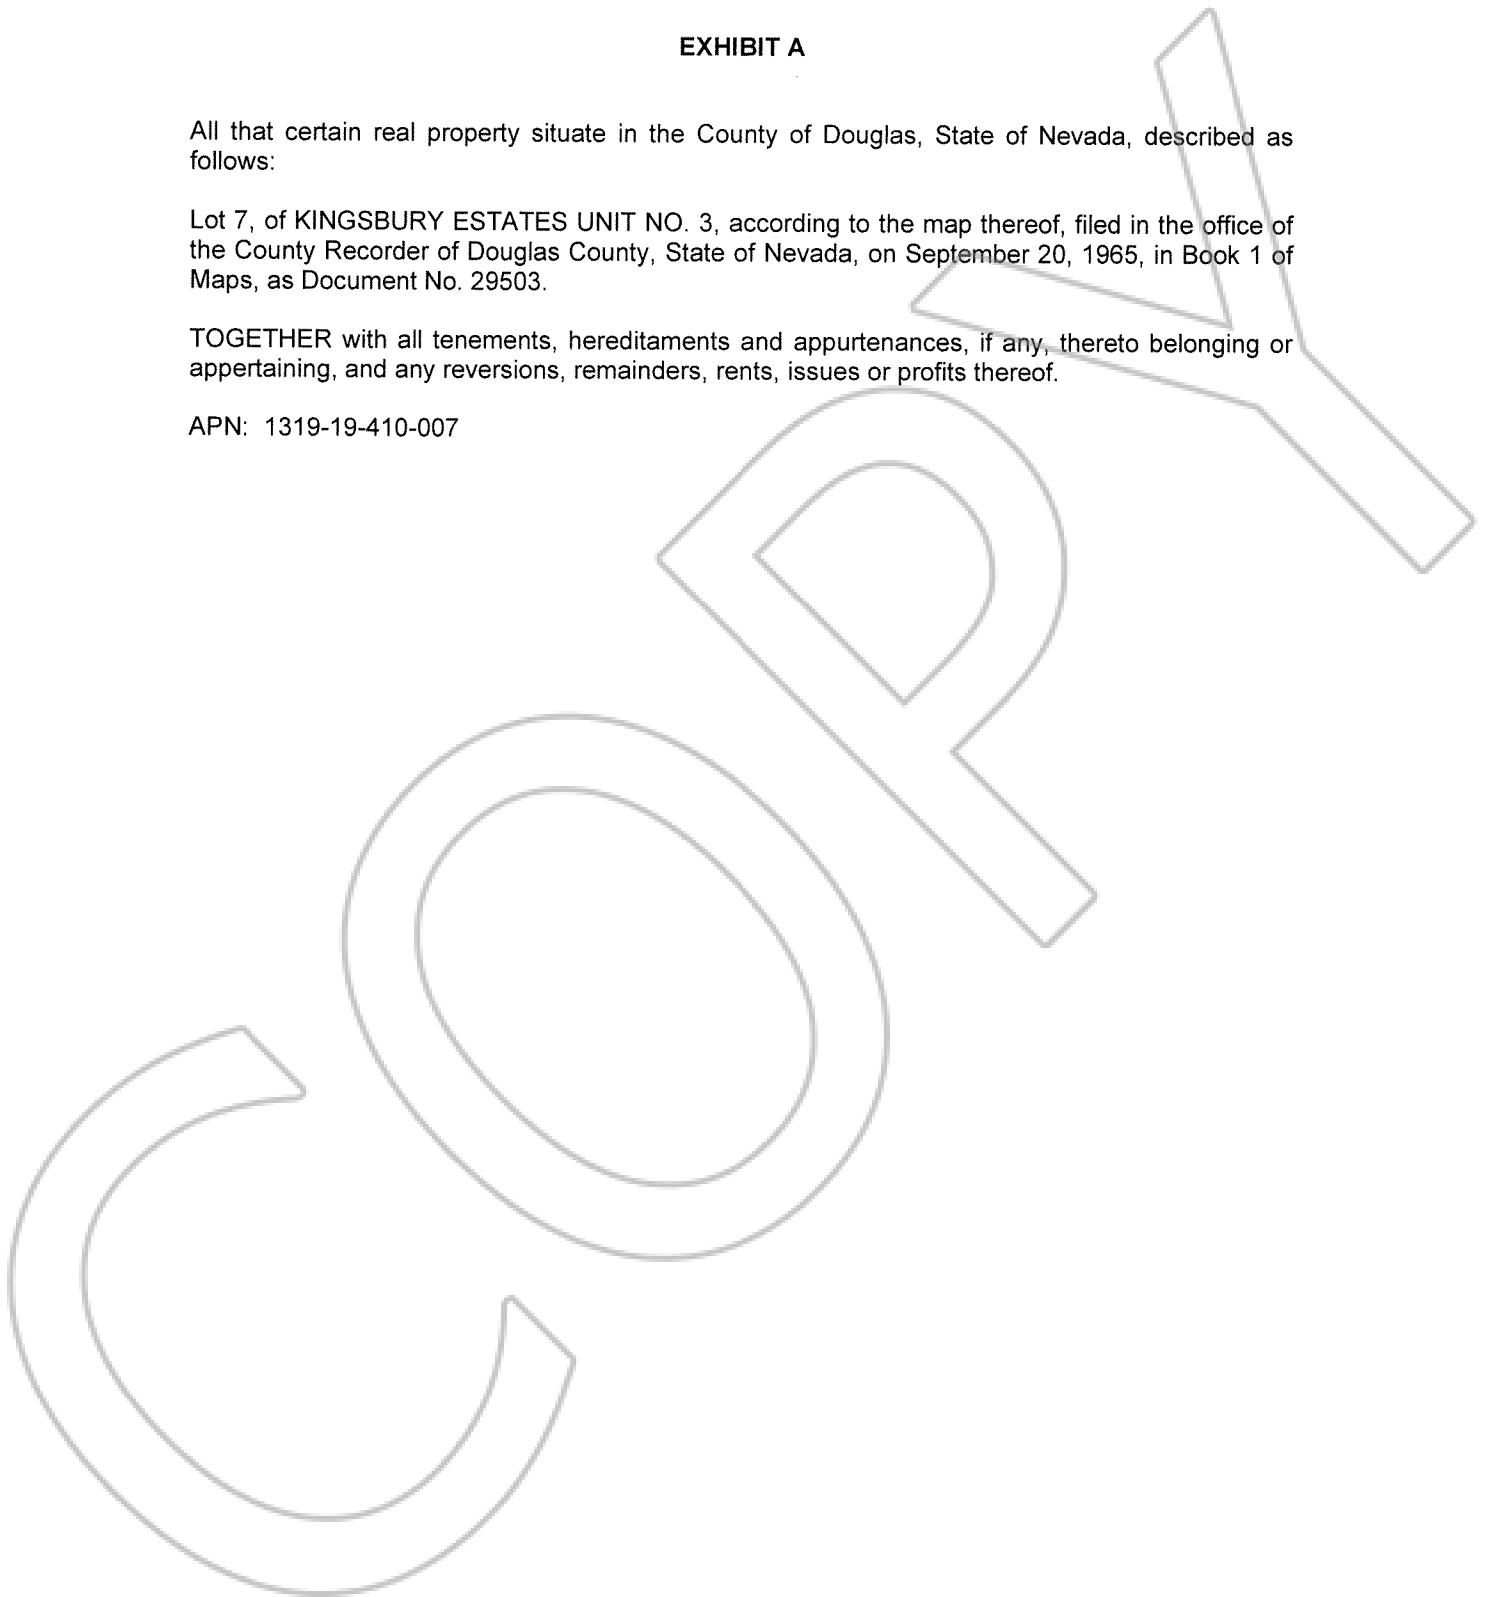 EXHIBIT A
All that certain real property situate in the County of Douglas, State of Nevada, described as
follows:
Lot 7, of KINGSBURY ESTATES UNIT NO. 3, according to the map thereof, filed in the office of
the County Recorder of Douglas County, State of Nevada, on September 20, 1965, in Book 1 of
Maps, as Document No. 29503.
TOGETHER with all tenements, hereditaments and appurtenances, if any, thereto belonging or
appertaining, and any reversions, remainders, rents, issues or profits thereof.
APN: 1319-19-410-007
COPY